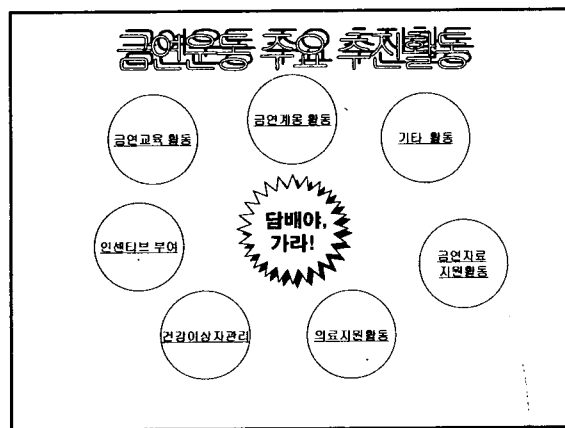 금연운동 주요 추진활동
금연계몽 활동
금연교육 활동
기타 활동
담배야,
가라!
인센티브 부여
금연자료
지원활동
건강이상자관리
의료지원활동